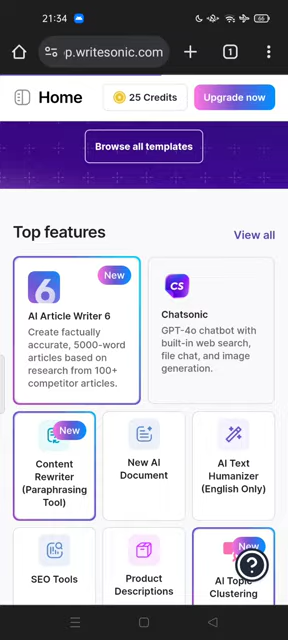 21:34
66
p.writesonic.com
1
Home
25 Credits
Upgrade now
Browse all templates
Top features
View all
6
New
AI Article Writer 6
Create factually
accurate, 5000-word
articles based on
research from 100+
competitor articles.
CS
Chatsonic
GPT-4o chatbot with
built-in web search,
file chat, and image
generation.
New
Content
Rewriter
(Paraphrasing
Tool)
New AI
Document
AI Text
Humanizer
(English Only)
SEO Tools
Product
Descriptions
New
AI Topic
Clustering
?